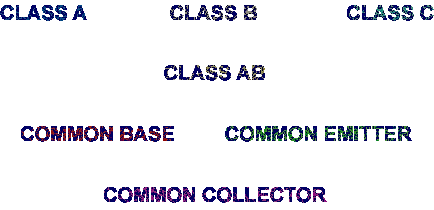 CLASS A CLASS B CLASS C
CLASS AB
COMMON BASE COMMON EMITTER
COMMON COLLECTOR